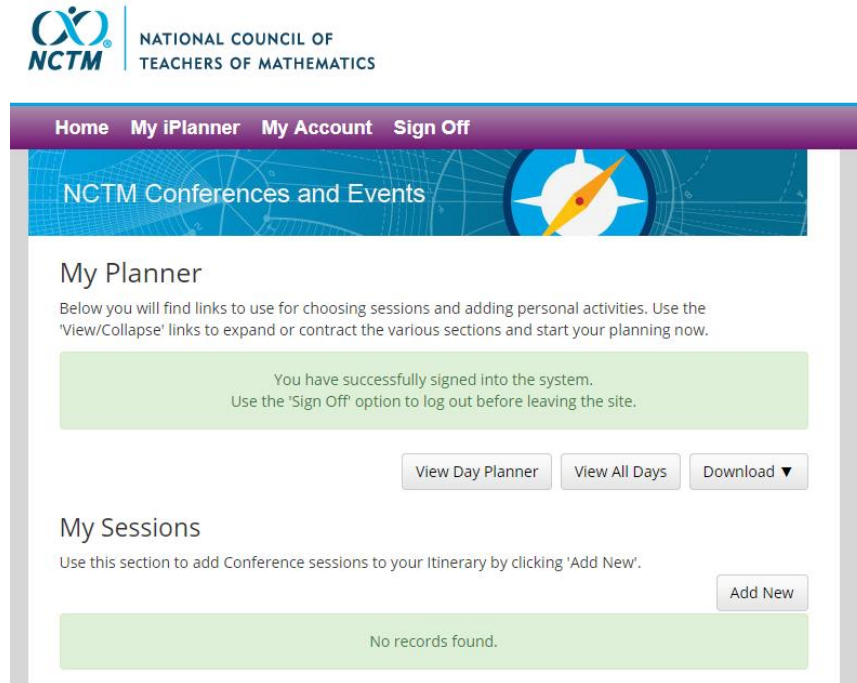 NCTM
NATIONAL COUNCIL OF
TEACHERS OF MATHEMATICS
Home My iPlanner My Account Sign Off
NCTM Conferences and Events
My Planner
Below you will find links to use for choosing sessions and adding personal activities. Use the
'View/Collapse' links to expand or contract the various sections and start your planning now.
You have successfully signed into the system.
Use the 'Sign Off' option to log out before leaving the site.
View Day Planner View All Days Download ▼
My Sessions
Use this section to add Conference sessions to your Itinerary by clicking 'Add New'.
Add New
No records found.